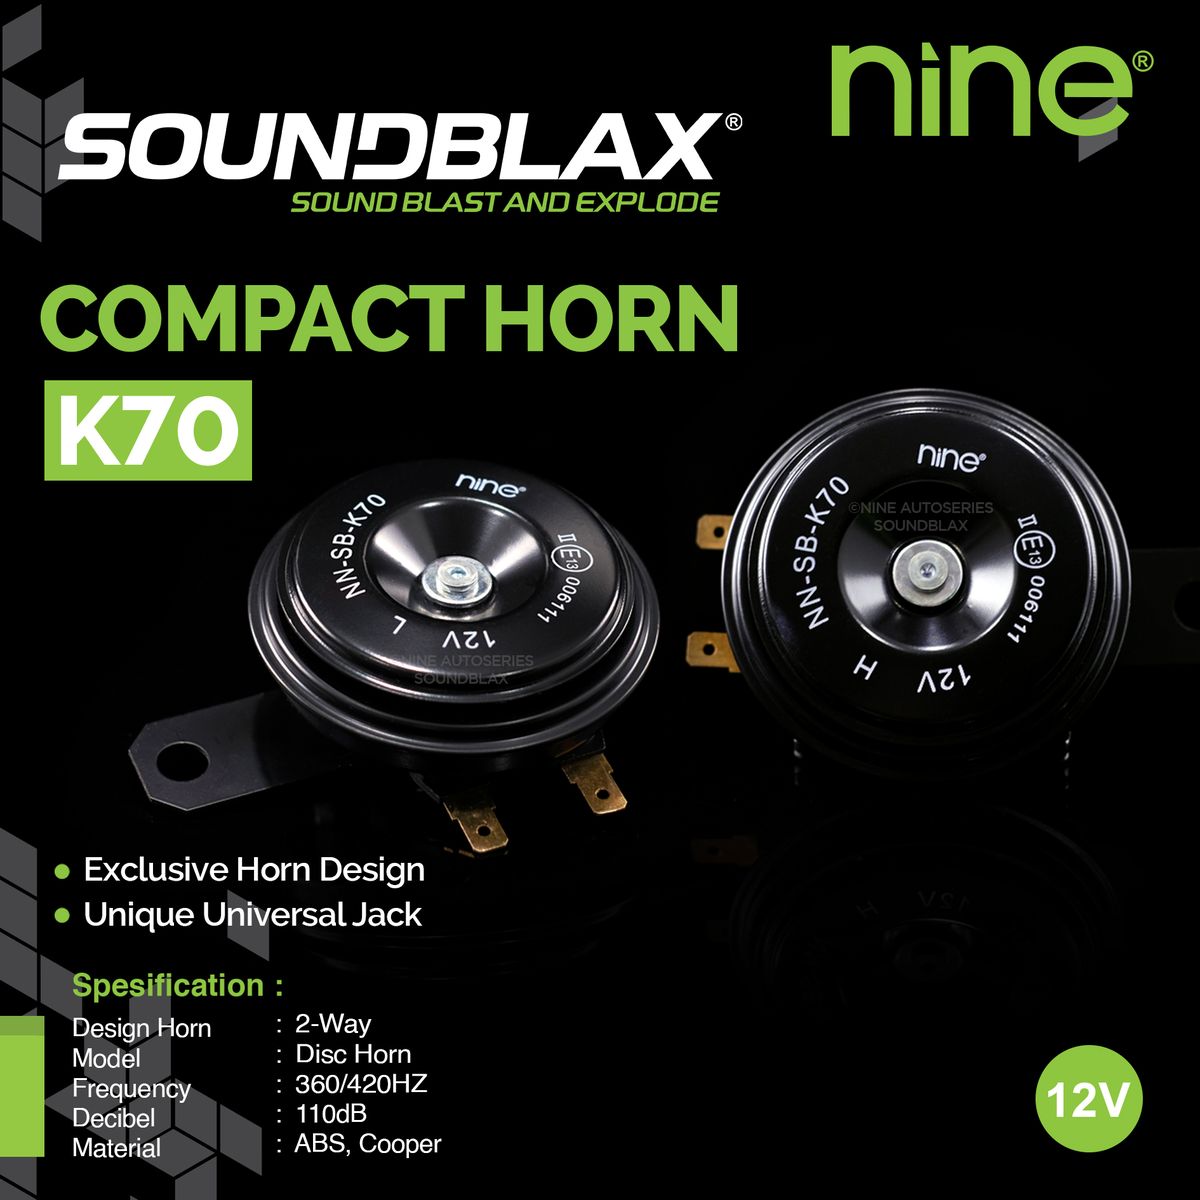 nine®
SOUNDBLAX®
SOUND BLAST AND EXPLODE
COMPACT HORN
K70
nine®
NN-SB-K70
II E13 006111
12V
L
©NINE AUTOSERIES
SOUNDBLAX
nine®
NN-SB-K70
©NINE AUTOSERIES
SOUNDBLAX
II E13 006111
12V
H
Exclusive Horn Design
Unique Universal Jack
Spesification :
Design Horn : 2-Way
Model : Disc Horn
Frequency : 360/420HZ
Decibel : 110dB
Material : ABS, Cooper
12V